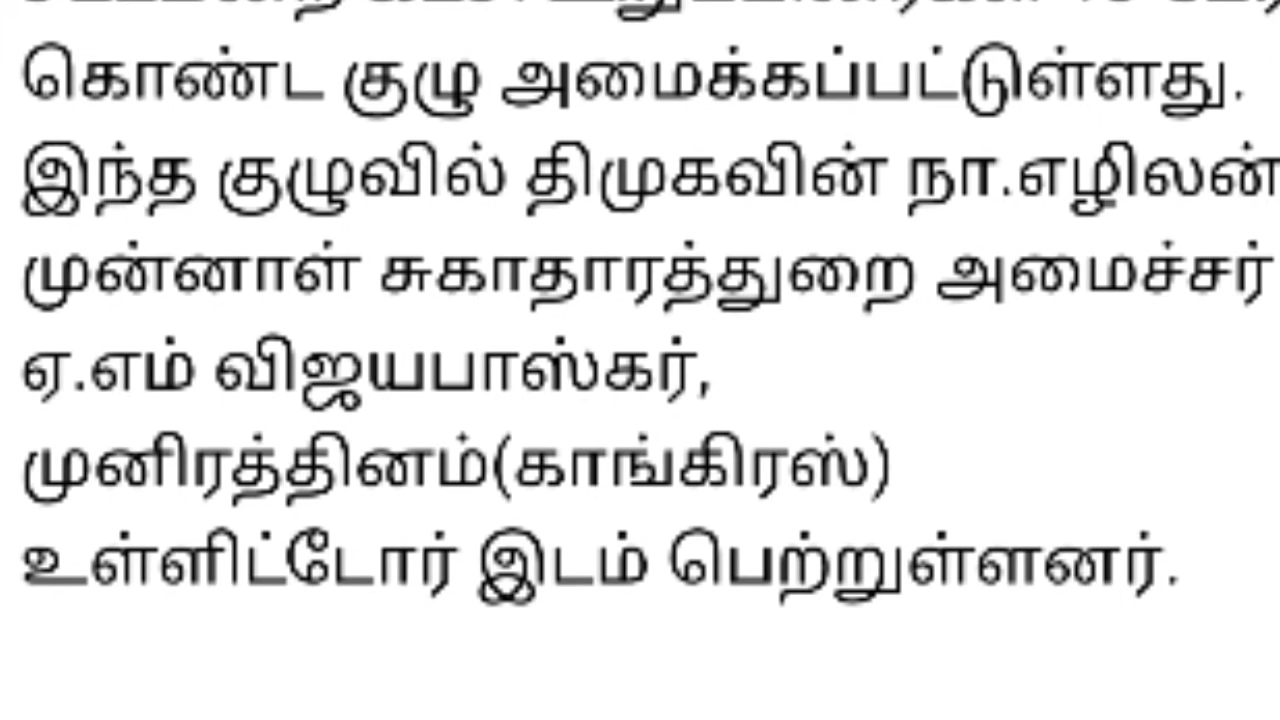 கொண்ட குழு அமைக்கப்பட்டுள்ளது.
இந்த குழுவில் திமுகவின் நா.எழிலன்
முன்னாள் சுகாதாரத்துறை அமைச்சர்
ஏ.எம் விஜயபாஸ்கர்,
முனிரத்தினம்(காங்கிரஸ்)
உள்ளிட்டோர் இடம் பெற்றுள்ளனர்.